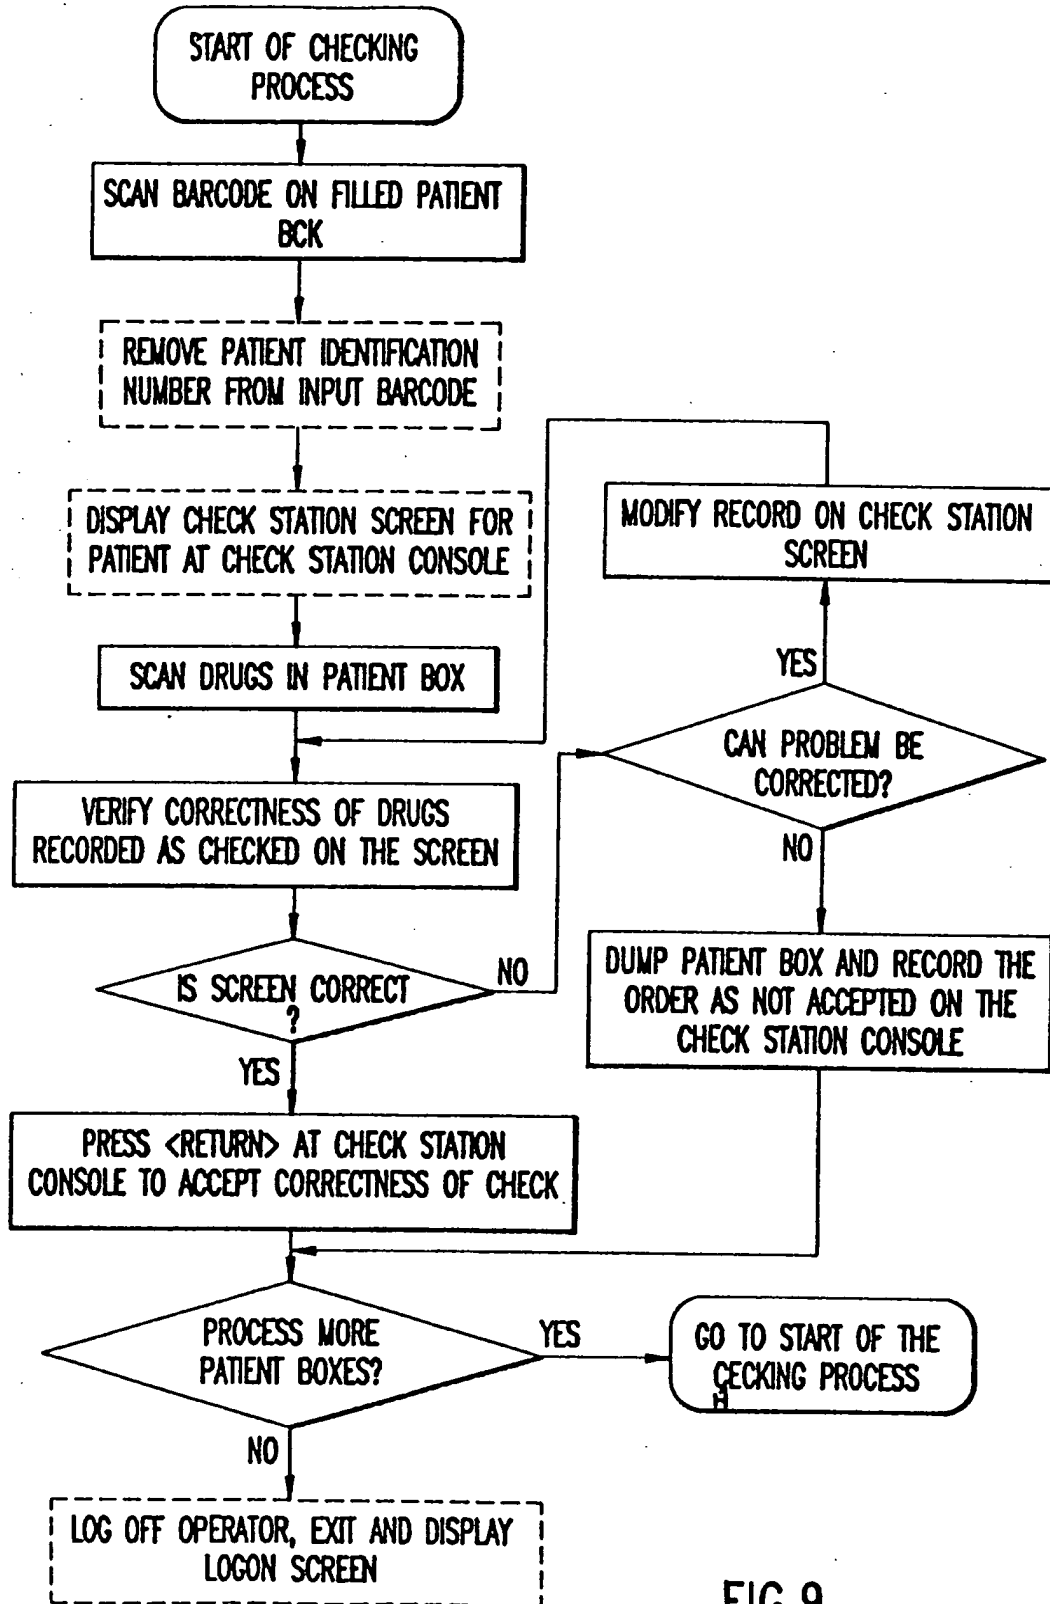 START OF CHECKING
PROCESS
SCAN BARCODE ON FILLED PATIENT
BCK
REMOVE PATIENT IDENTIFICATION
NUMBER FROM INPUT BARCODE
DISPLAY CHECK STATION SCREEN FOR
PATIENT AT CHECK STATION CONSOLE
SCAN DRUGS IN PATIENT BOX
VERIFY CORRECTNESS OF DRUGS
RECORDED AS CHECKED ON THE SCREEN
IS SCREEN CORRECT
?
NO
YES
MODIFY RECORD ON CHECK STATION
SCREEN
YES
CAN PROBLEM BE
CORRECTED?
NO
DUMP PATIENT BOX AND RECORD THE
ORDER AS NOT ACCEPTED ON THE
CHECK STATION CONSOLE
PRESS <RETURN> AT CHECK STATION
CONSOLE TO ACCEPT CORRECTNESS OF CHECK
PROCESS MORE
PATIENT BOXES?
YES
GO TO START OF THE
CECKING PROCESS
H
NO
LOG OFF OPERATOR, EXIT AND DISPLAY
LOGON SCREEN
FIG.9